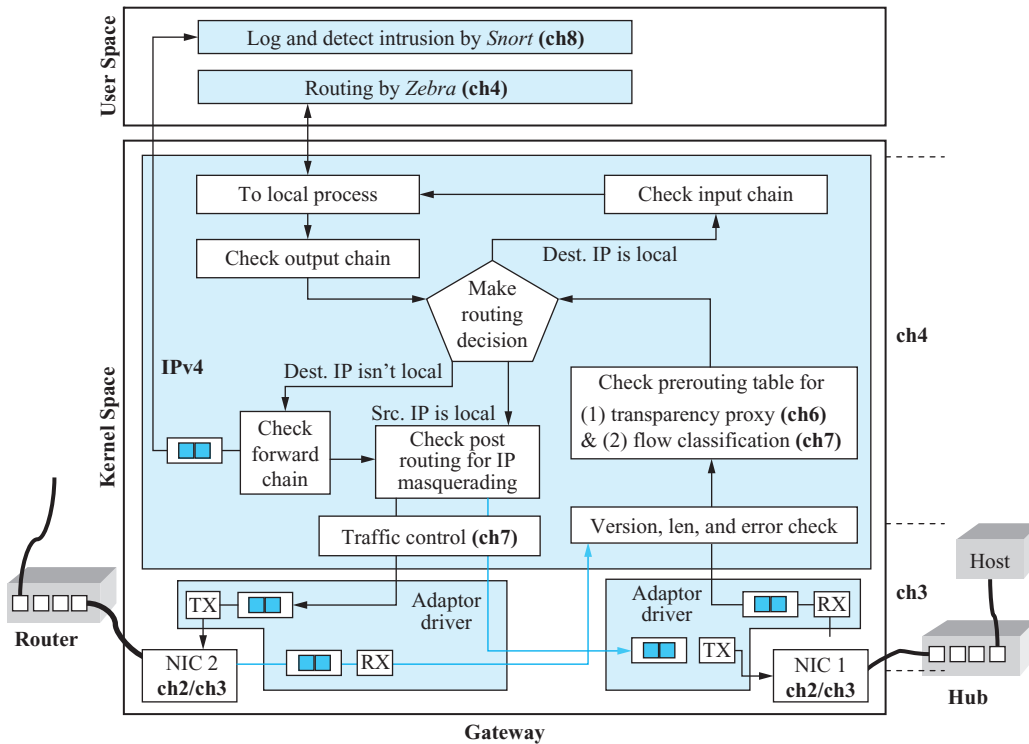 User Space
Log and detect intrusion by Snort (ch8)
Routing by Zebra (ch4)
Kernel Space
To local process
Check input chain
Check output chain
Dest. IP is local
Make
routing
decision
ch4
IPv4
Dest. IP isn't local
Src. IP is local
Check prerouting table for
(1) transparency proxy (ch6)
& (2) flow classification (ch7)
Check
forward
chain
Check post
routing for IP
masquerading
Traffic control (ch7)
Version, len, and error check
Host
ch3
Router
TX
Adaptor
driver
RX
NIC 2
ch2/ch3
Adaptor
driver
RX
TX
NIC 1
ch2/ch3
Hub
Gateway